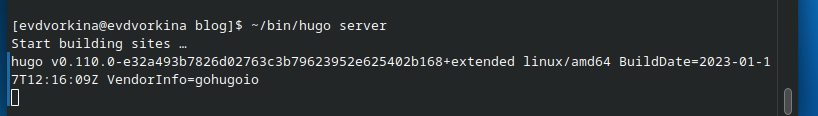 [evdvorkina@evdvorkina blog]$ ~/bin/hugo server
Start building sites …
hugo v0.110.0-e32a493b7826d02763c3b79623952e625402b168+extended linux/amd64 BuildDate=2023-01-1
7T12:16:09Z VendorInfo=gohugoio